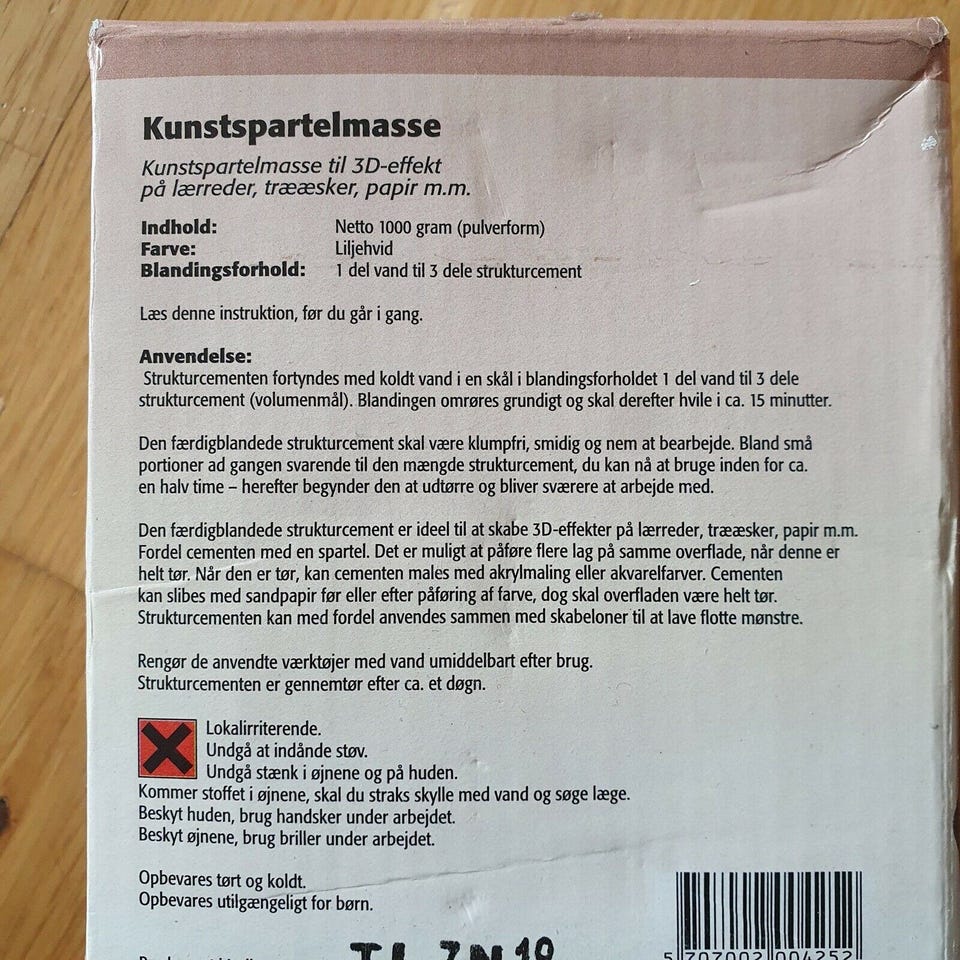 Kunstspartelmasse
Kunstspartelmasse til 3D-effekt
på lærreder, trææsker, papir m.m.
Indhold: Netto 1000 gram (pulverform)
Farve: Liljehvid
Blandingsforhold: 1 del vand til 3 dele strukturcement
Læs denne instruktion, før du går i gang.
Anvendelse:
Strukturcementen fortyndes med koldt vand i en skål i blandingsforholdet 1 del vand til 3 dele
strukturcement (volumenmål). Blandingen omrøres grundigt og skal derefter hvile i ca. 15 minutter.
Den færdigblandede strukturcement skal være klumpfri, smidig og nem at bearbejde. Bland små
portioner ad gangen svarende til den mængde strukturcement, du kan nå at bruge inden for ca.
en halv time – herefter begynder den at udtørre og bliver sværere at arbejde med.
Den færdigblandede strukturcement er ideel til at skabe 3D-effekter på lærreder, trææsker, papir m.m.
Fordel cementen med en spartel. Det er muligt at påføre flere lag på samme overflade, når denne er
helt tør. Når den er tør, kan cementen males med akrylmaling eller akvarelfarver. Cementen
kan slibes med sandpapir før eller efter påføring af farve, dog skal overfladen være helt tør.
Strukturcementen kan med fordel anvendes sammen med skabeloner til at lave flotte mønstre.
Rengør de anvendte værktøjer med vand umiddelbart efter brug.
Strukturcementen er gennemtør efter ca. et døgn.
Lokalirriterende.
Undgå at indånde støv.
Undgå stænk i øjnene og på huden.
Kommer stoffet i øjnene, skal du straks skylle med vand og søge læge.
Beskyt huden, brug handsker under arbejdet.
Beskyt øjnene, brug briller under arbejdet.
Opbevares tørt og koldt.
Opbevares utilgængeligt for børn.
5 707002 004252